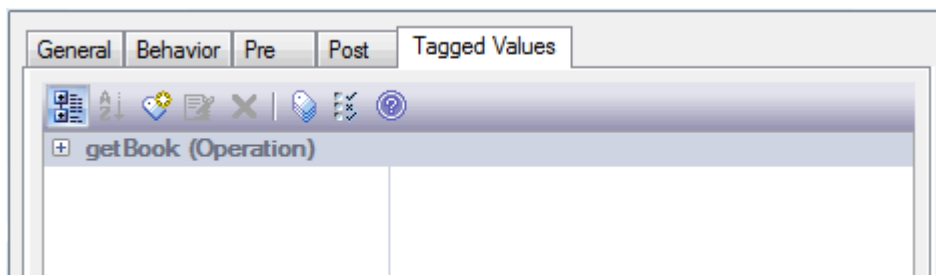 General Behavior Pre Post Tagged Values
getBook (Operation)